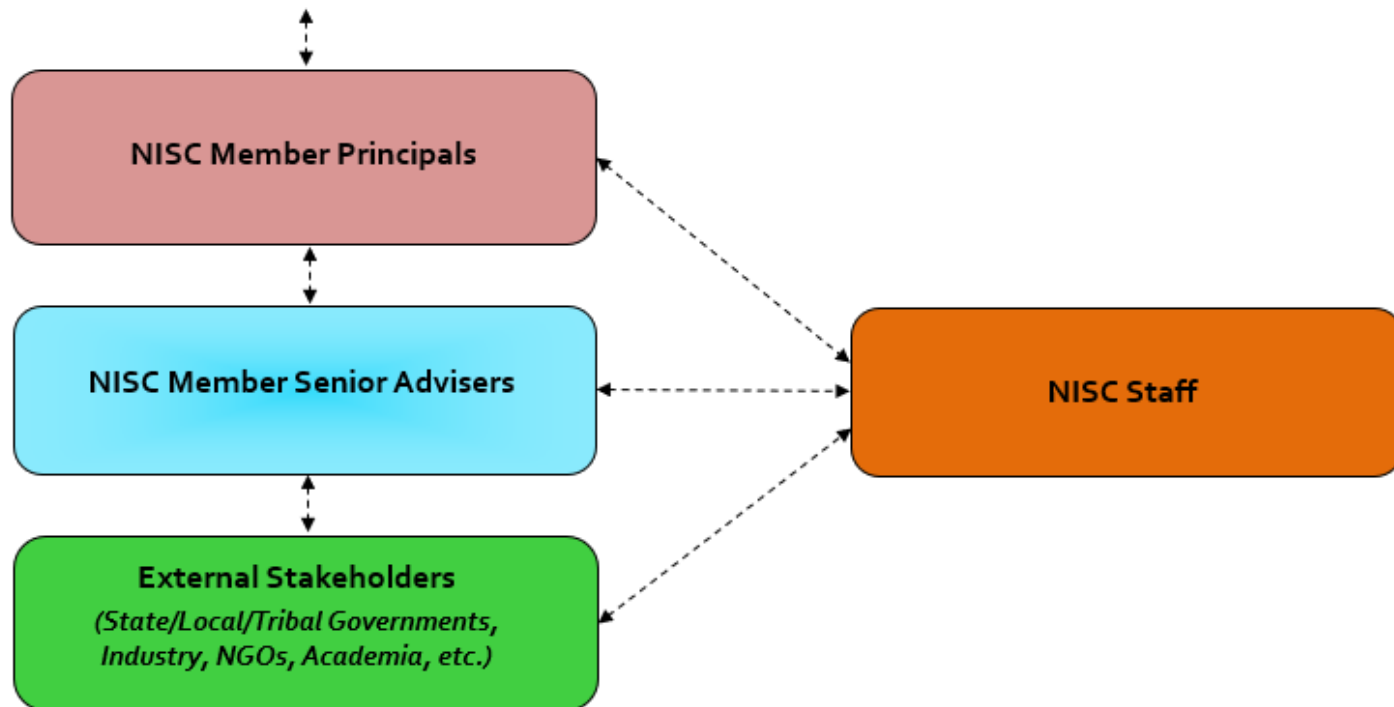 NISC Member Principals
NISC Member Senior Advisers
NISC Staff
External Stakeholders
(State/Local/Tribal Governments,
Industry, NGOs, Academia, etc.)